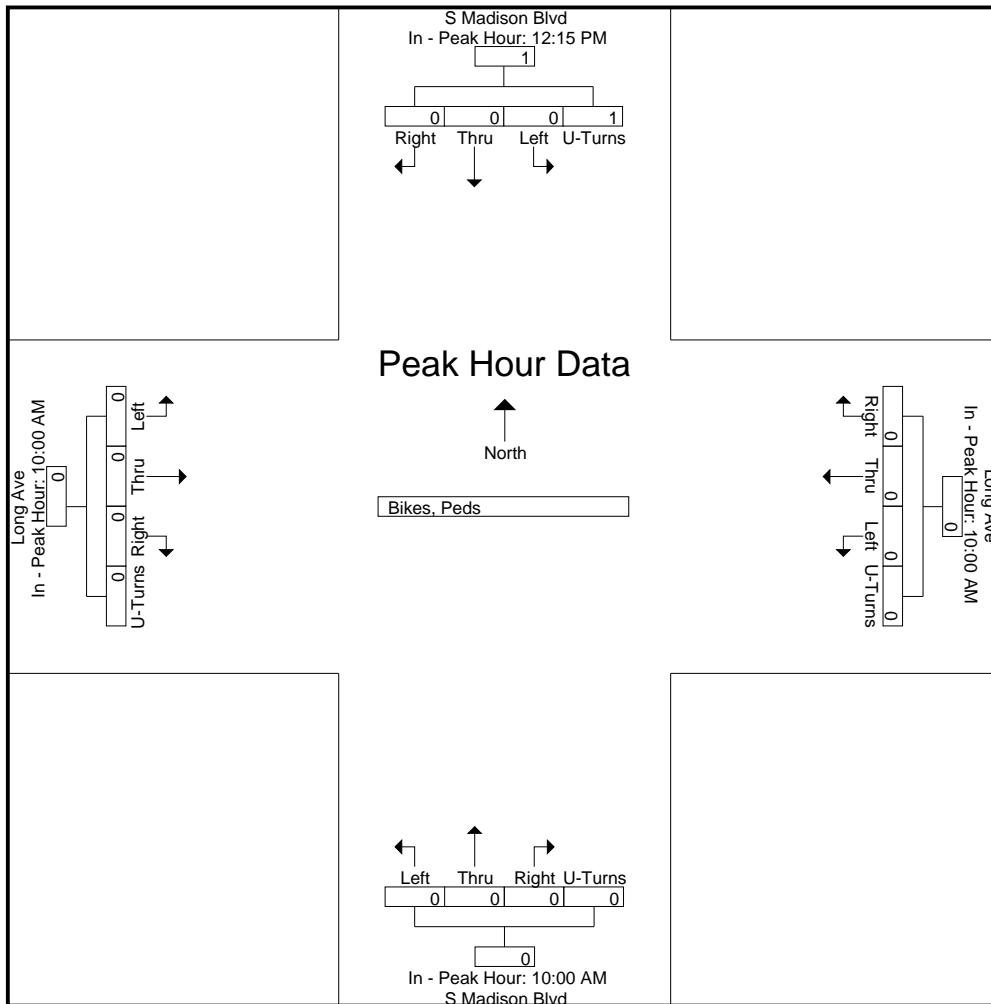 S Madison Blvd
In - Peak Hour: 12:15 PM
1
0 0 0 1
Right Thru Left U-Turns
Peak Hour Data
North
Bikes, Peds
Long Ave
In - Peak Hour: 10:00 AM
0
0 0 0 0
Left Thru Right U-Turns
Long Ave
In - Peak Hour: 10:00 AM
0
0 0 0 0
Right Thru Left U-Turns
Left Thru Right U-Turns
0 0 0 0
0
In - Peak Hour: 10:00 AM
S Madison Blvd